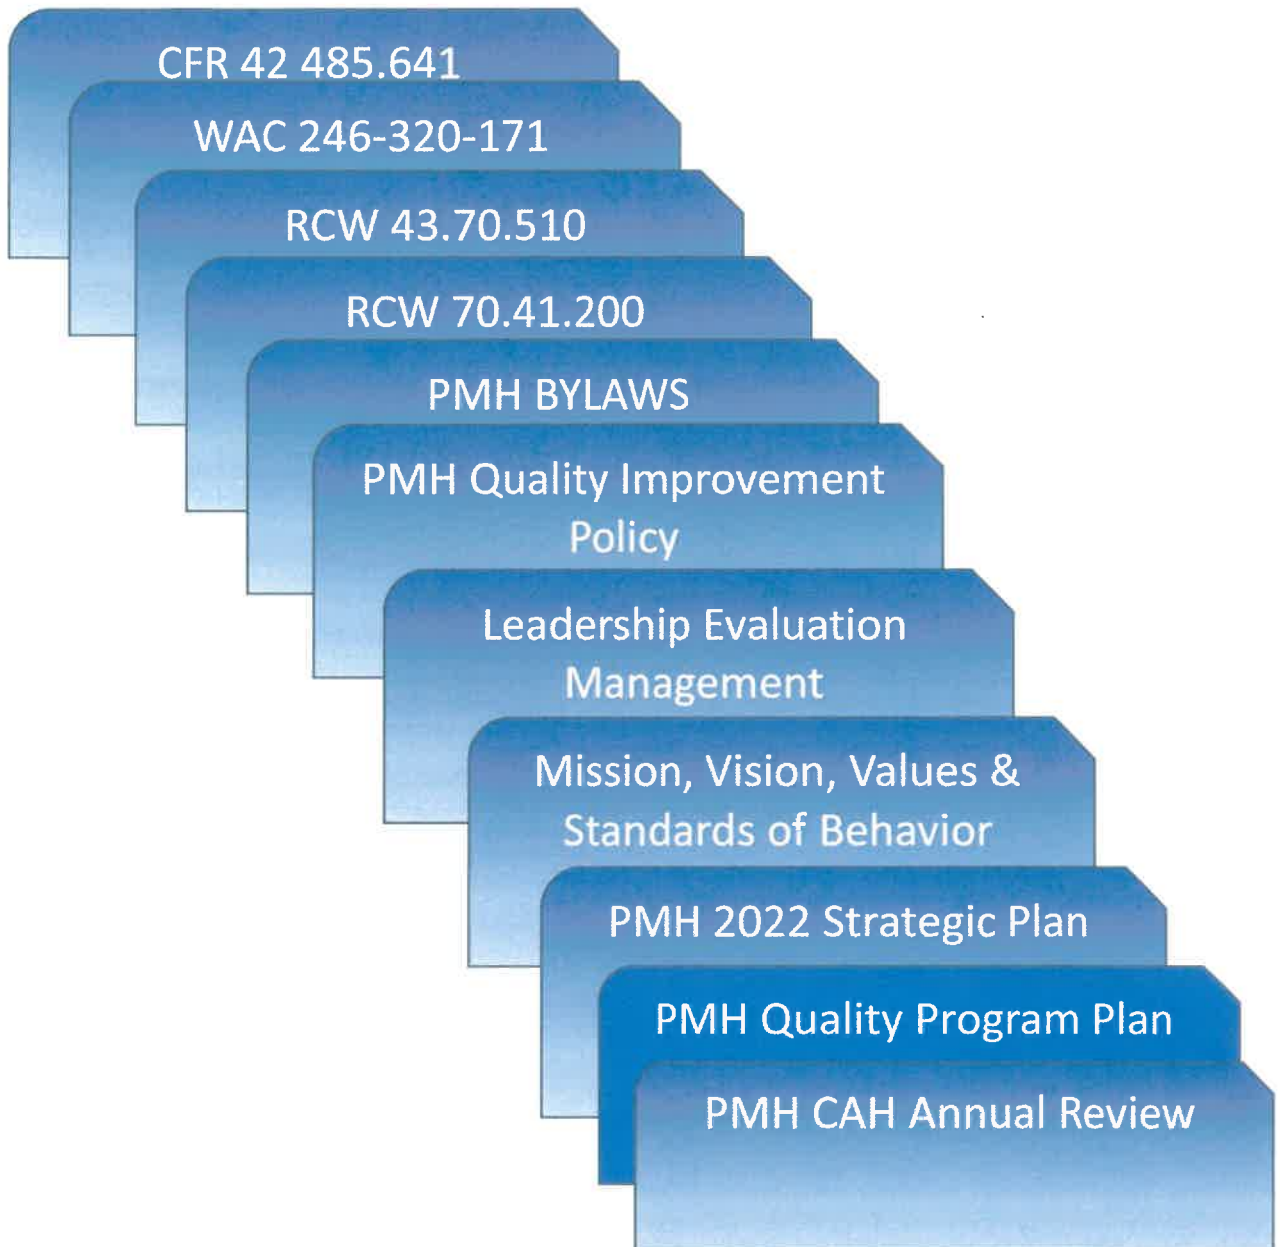 CFR 42 485.641
WAC 246-320-171
RCW 43.70.510
RCW 70.41.200
PMH BYLAWS
PMH Quality Improvement
Policy
Leadership Evaluation
Management
Mission, Vision, Values &
Standards of Behavior
PMH 2022 Strategic Plan
PMH Quality Program Plan
PMH CAH Annual Review